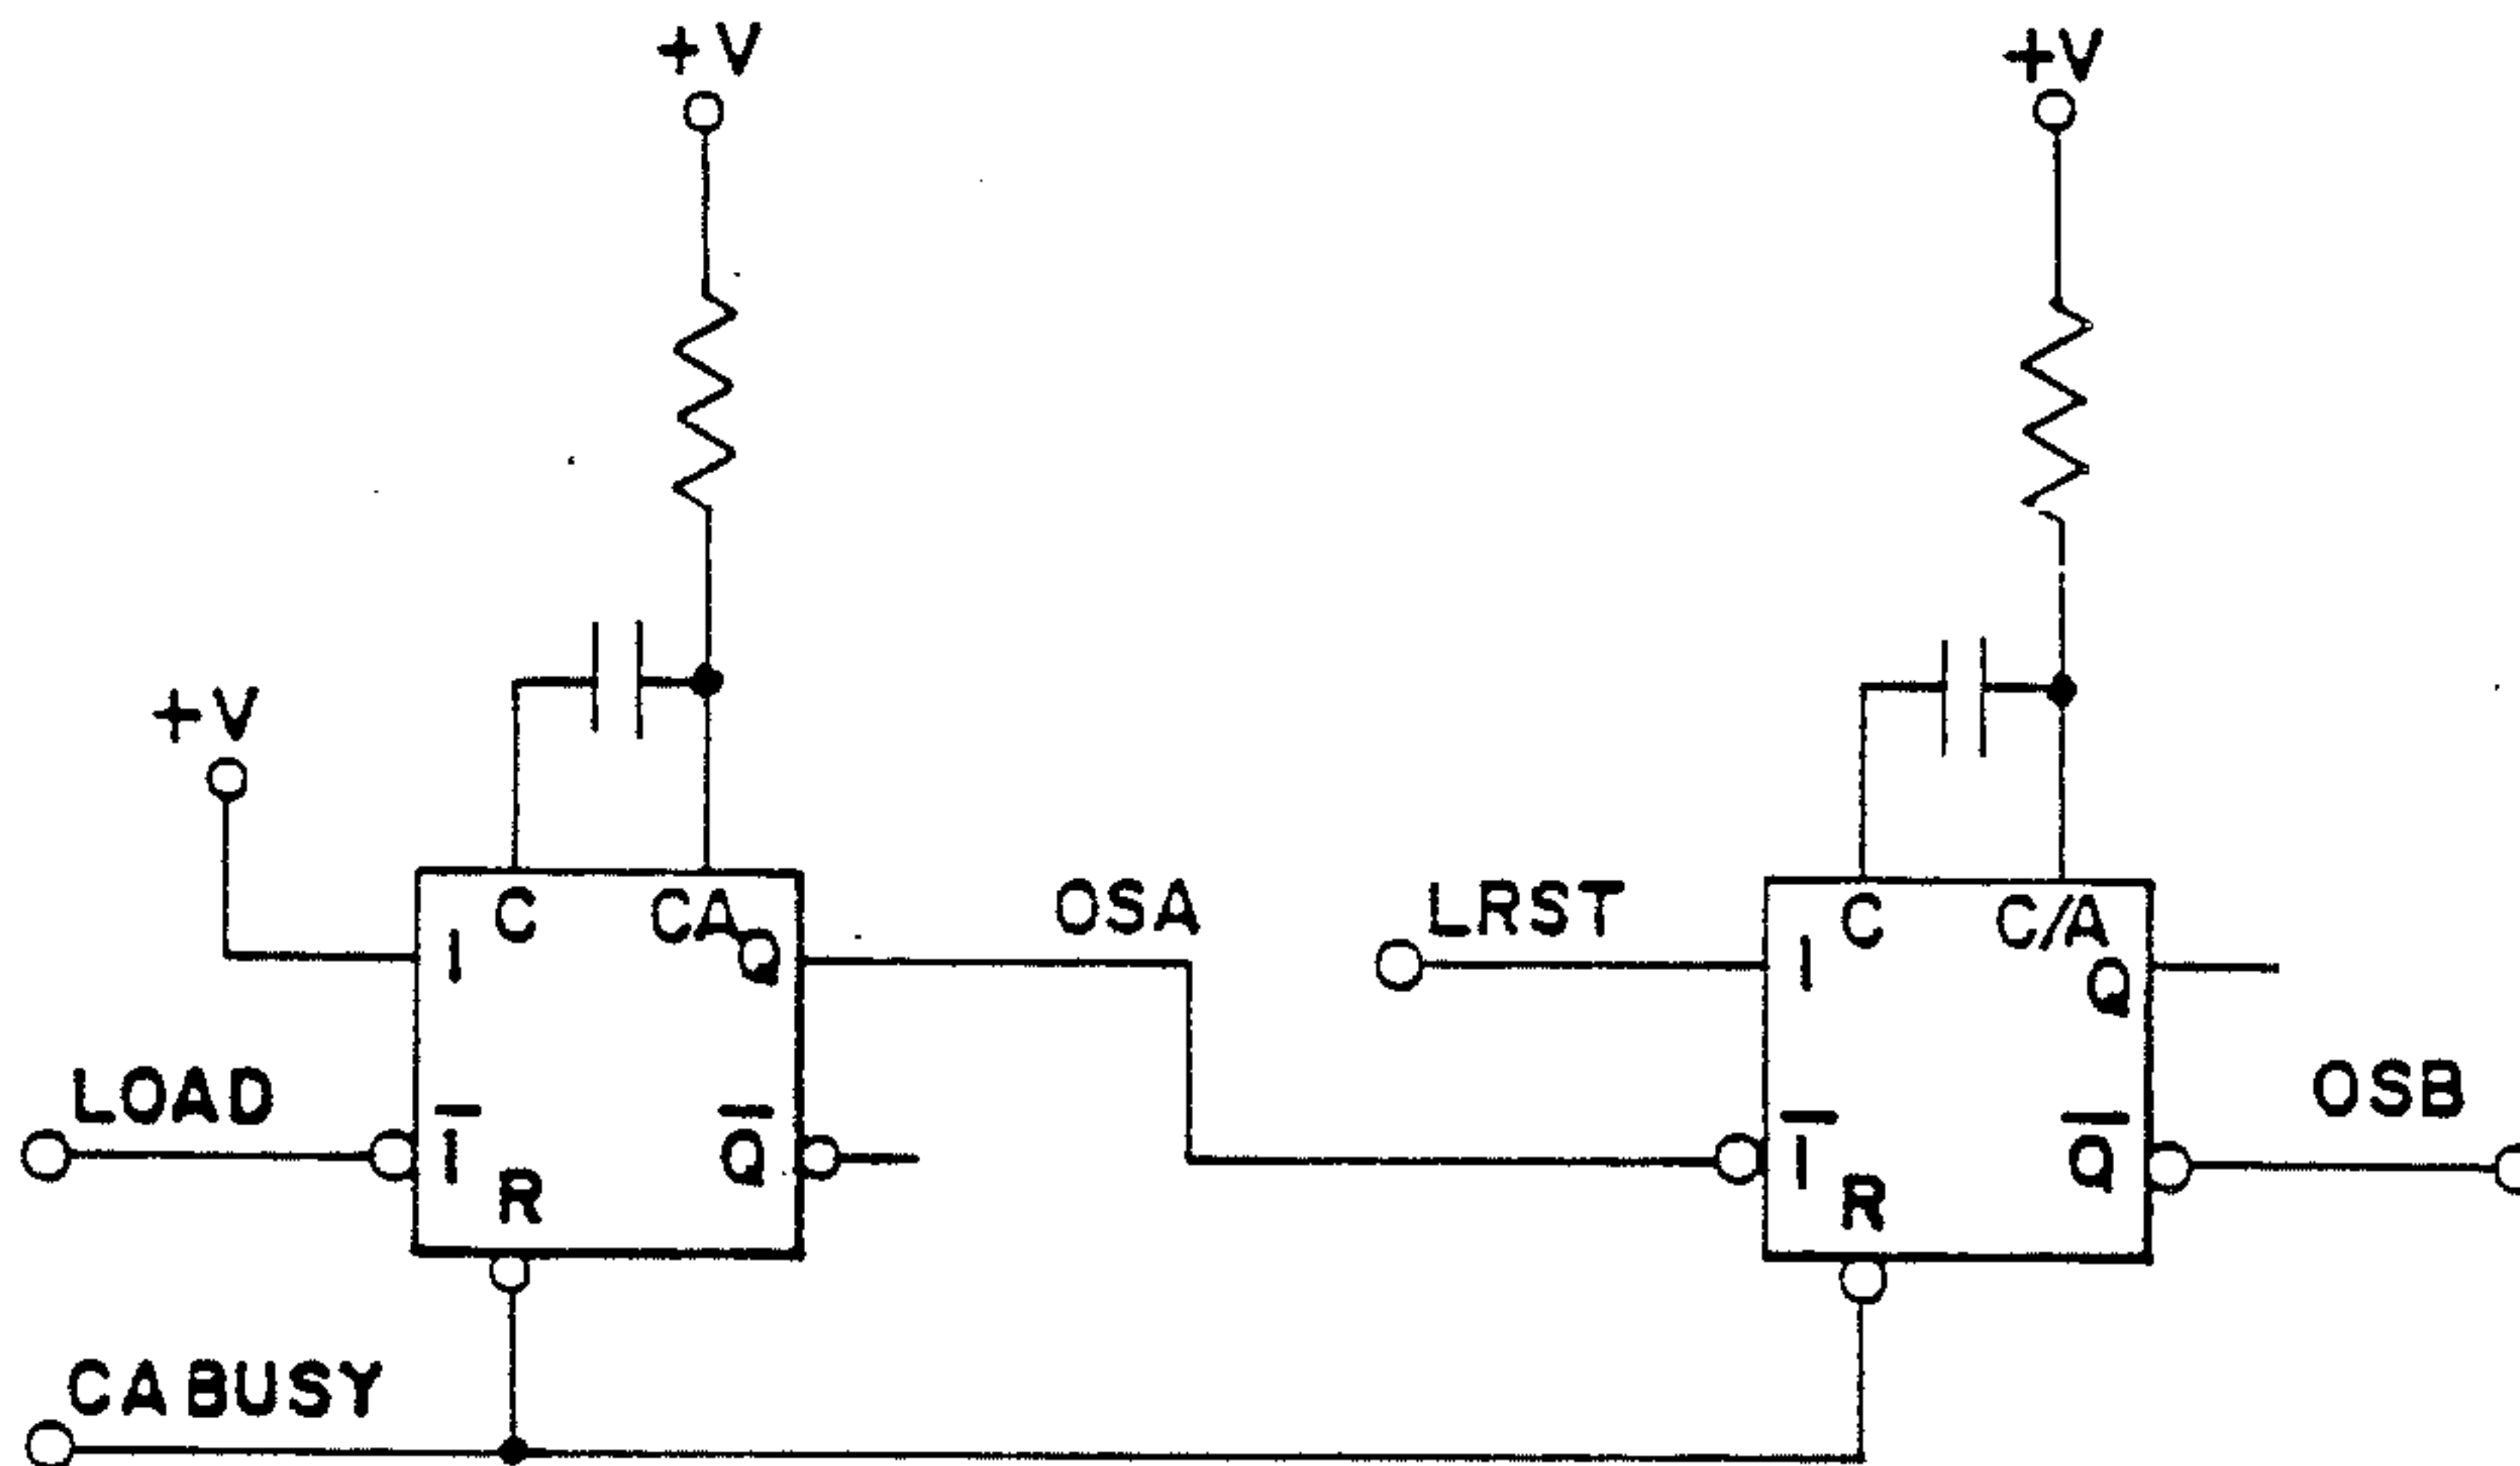 +V
+V
+V
C
CA
Q
OSA
LRST
C
C/A
I
I
Q
LOAD
OSB
I̅
Q̅
I̅
Q̅
R
R
CABUSY